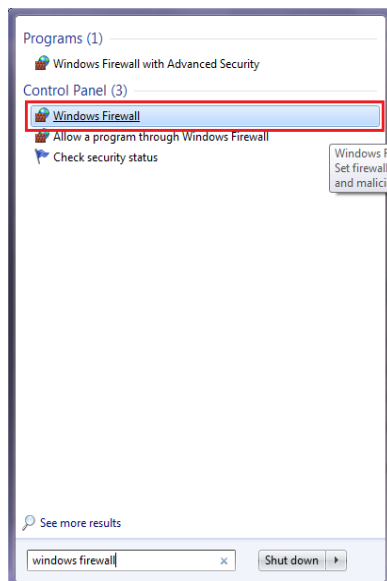 Programs (1)
Windows Firewall with Advanced Security
Control Panel (3)
Windows Firewall
Allow a program through Windows Firewall
Check security status
Windows F
Set firewall
and malici
See more results
windows firewall
Shut down